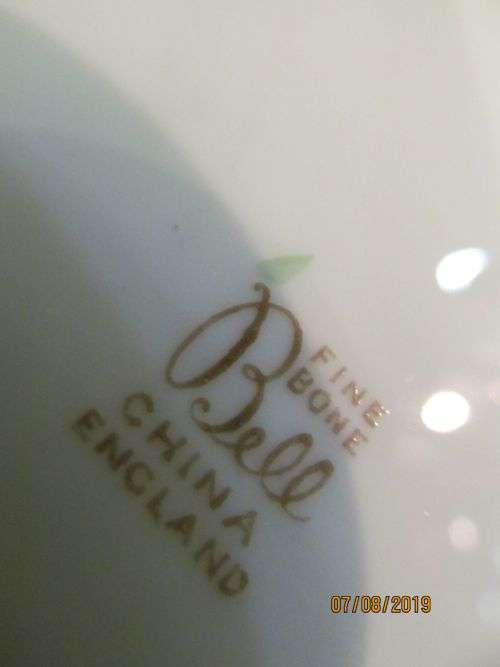 Bell
FINE
BONE
CHINA
ENGLAND
07/08/2019